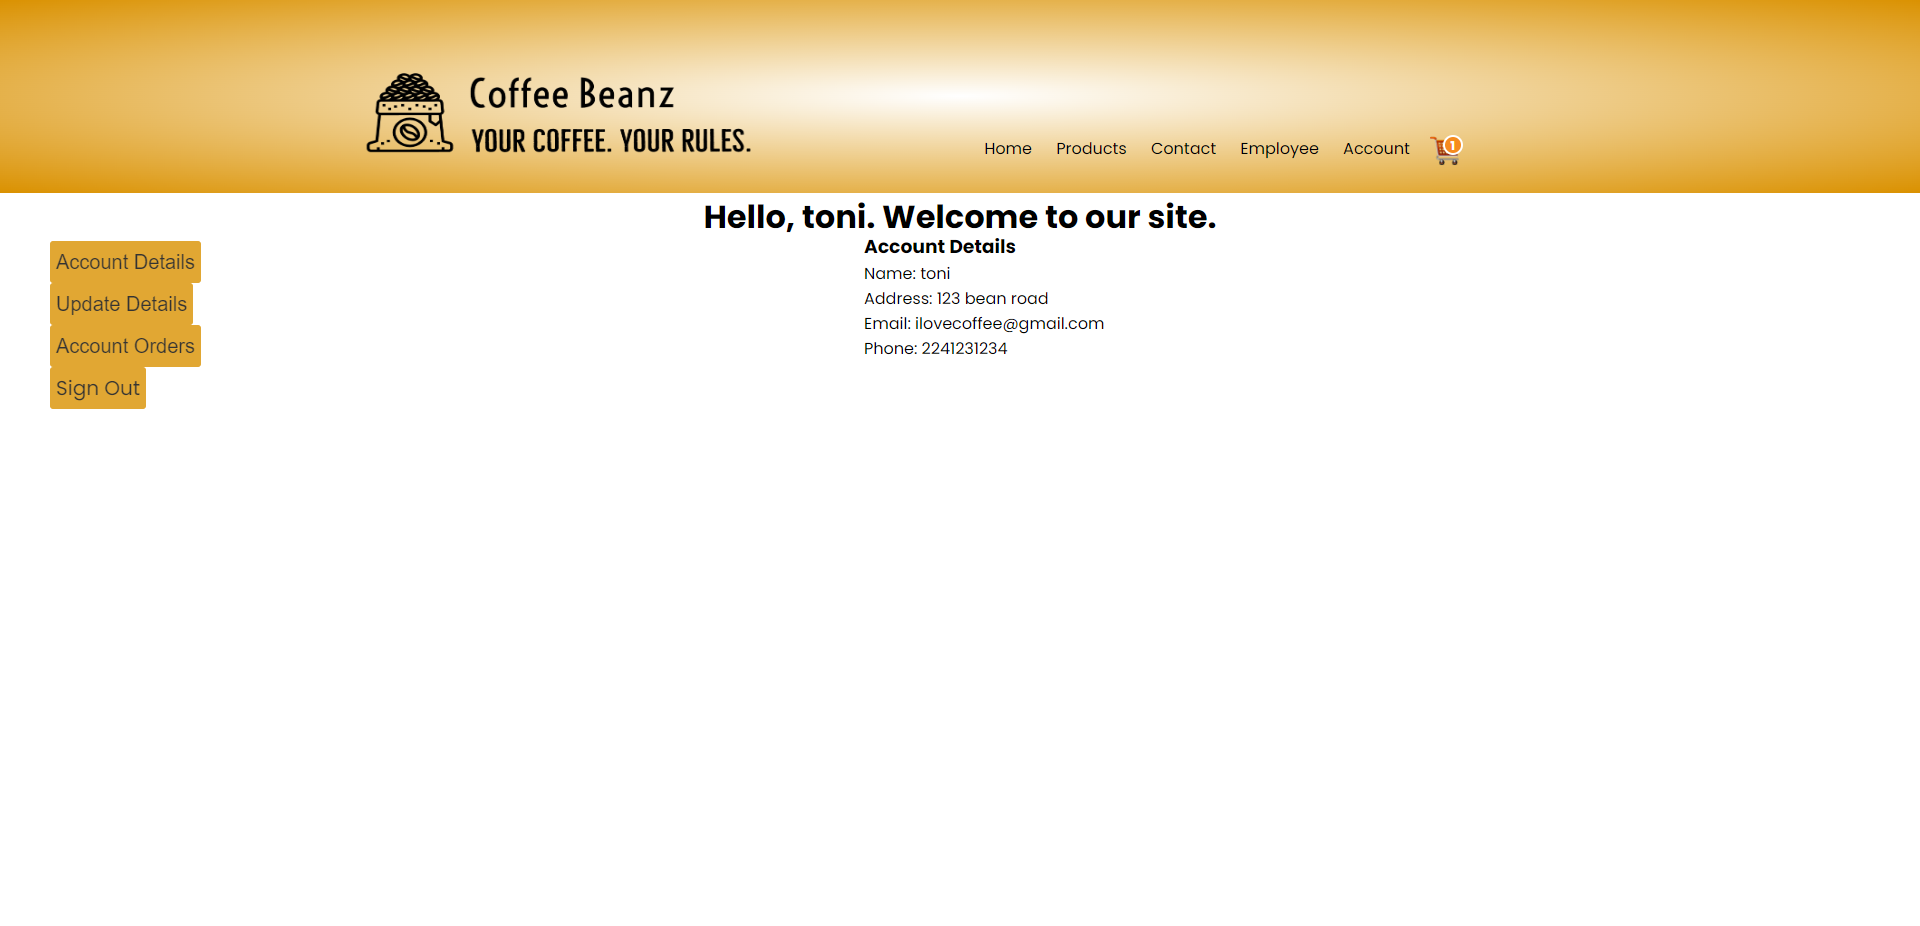 Coffee Beanz
YOUR COFFEE. YOUR RULES.
Home Products Contact Employee Account 1
Hello, toni. Welcome to our site.
Account Details
Update Details
Account Orders
Sign Out
Account Details
Name: toni
Address: 123 bean road
Email: ilovecoffee@gmail.com
Phone: 2241231234